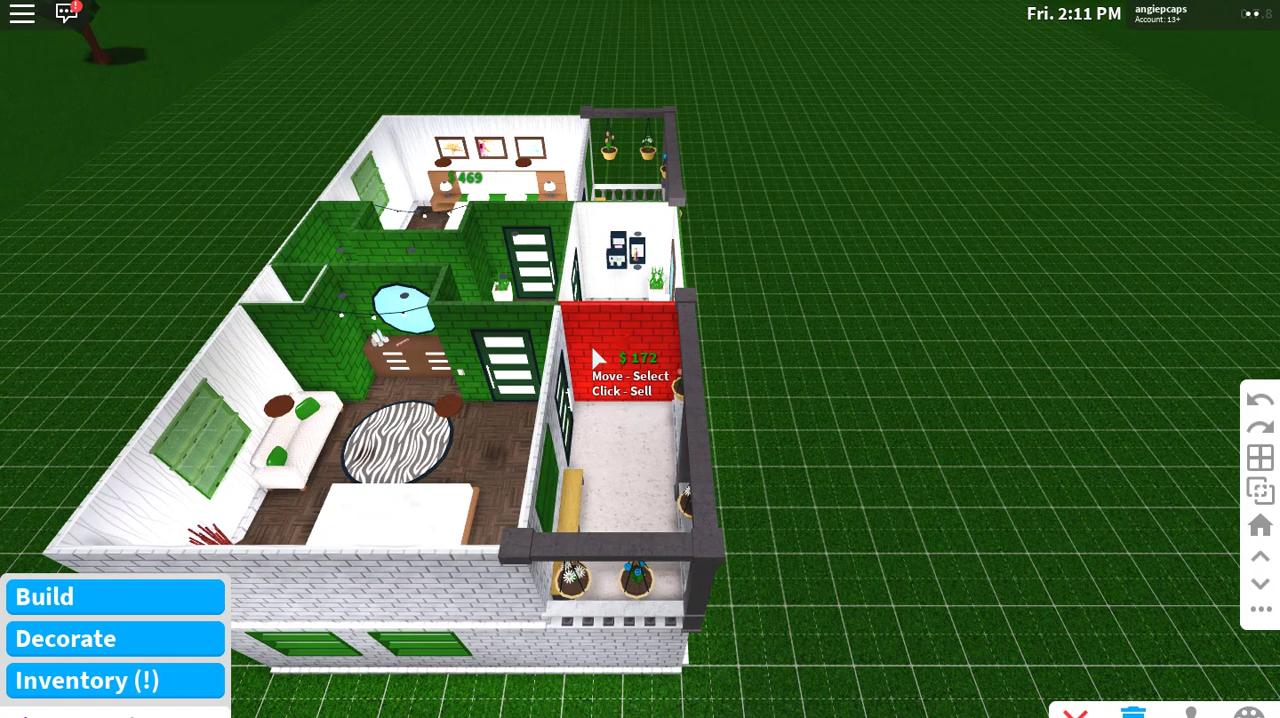 Fri. 2:11 PM
angiepcaps
Account: 13+
$ 469
$ 172
Move - Select
Click - Sell
Build
Decorate
Inventory (!)